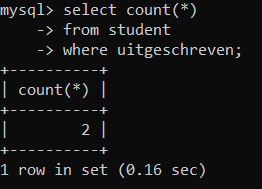 mysql> select count(*)
    -> from student
    -> where uitgeschreven;
+----------+
| count(*) |
+----------+
|        2 |
+----------+
1 row in set (0.16 sec)